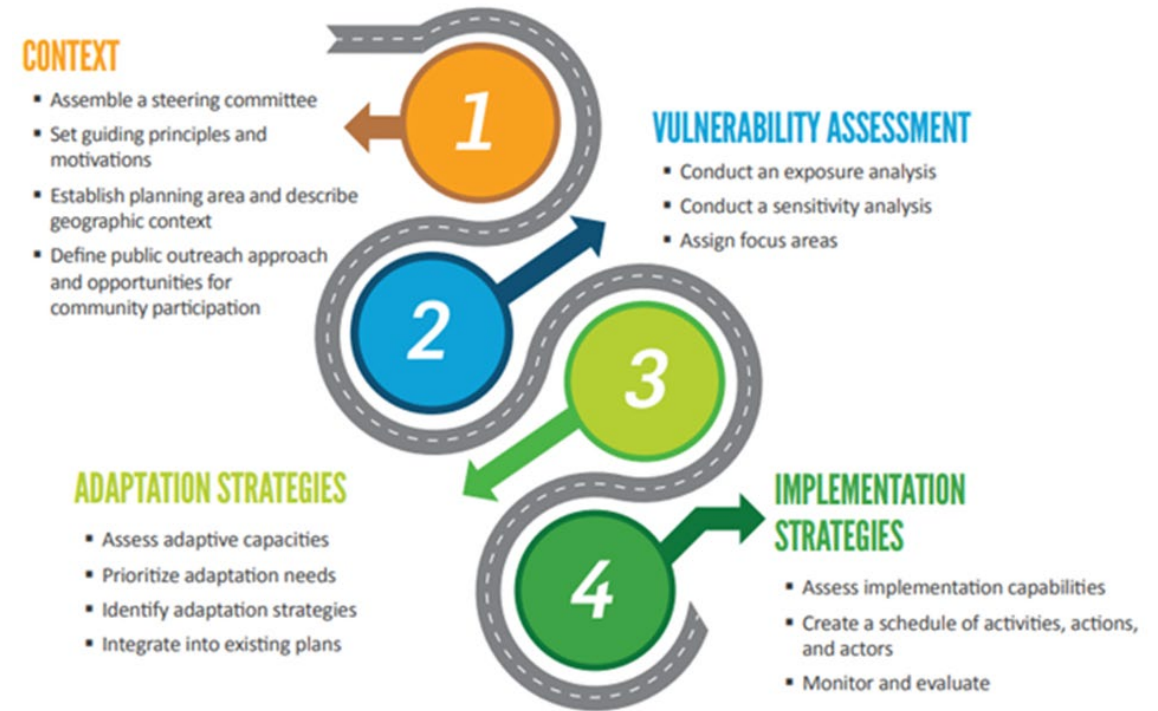 CONTEXT
▪ Assemble a steering committee
▪ Set guiding principles and
motivations
▪ Establish planning area and describe
geographic context
▪ Define public outreach approach
and opportunities for
community participation
1
VULNERABILITY ASSESSMENT
▪ Conduct an exposure analysis
▪ Conduct a sensitivity analysis
▪ Assign focus areas
2
3
ADAPTATION STRATEGIES
▪ Assess adaptive capacities
▪ Prioritize adaptation needs
▪ Identify adaptation strategies
▪ Integrate into existing plans
4
IMPLEMENTATION
STRATEGIES
▪ Assess implementation capabilities
▪ Create a schedule of activities, actions,
and actors
▪ Monitor and evaluate